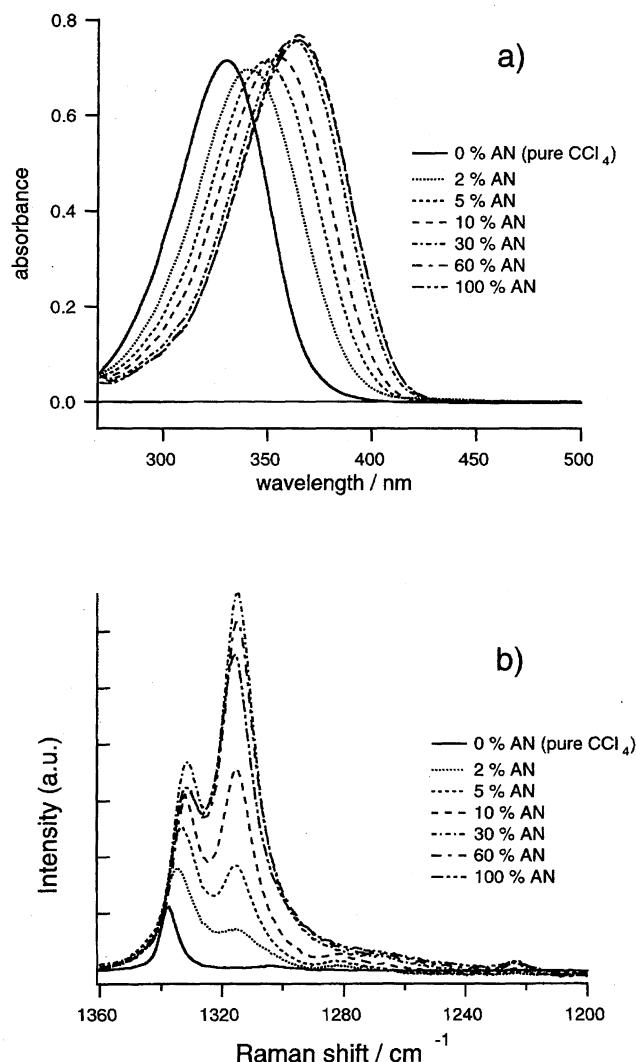 a)
0.8
0.6
0.4
0.2
0.0
absorbance
0 % AN (pure CCl4)
2 % AN
5 % AN
10 % AN
30 % AN
60 % AN
100 % AN
300 350 400 450 500
wavelength / nm
b)
Intensity (a.u.)
0 % AN (pure CCl4)
2 % AN
5 % AN
10 % AN
30 % AN
60 % AN
100 % AN
1360 1320 1280 1240 1200
Raman shift / cm-1